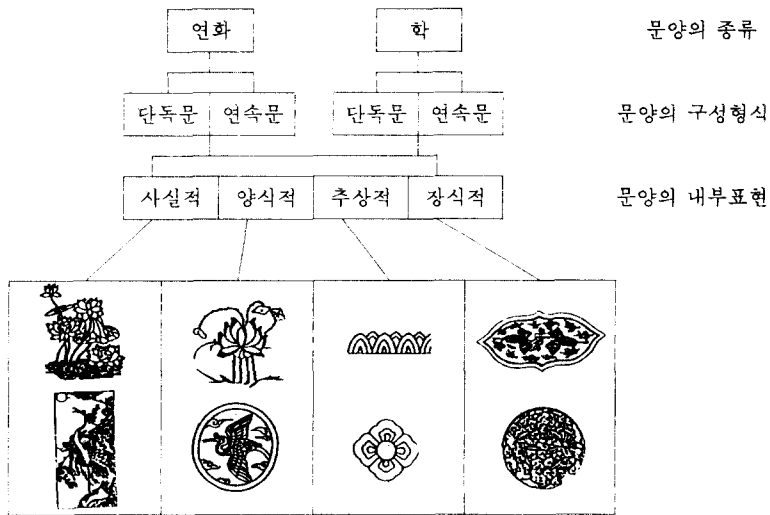 연화 학 문양의 종류
단독문 연속문 단독문 연속문 문양의 구성형식
사실적 양식적 추상적 장식적 문양의 내부표현